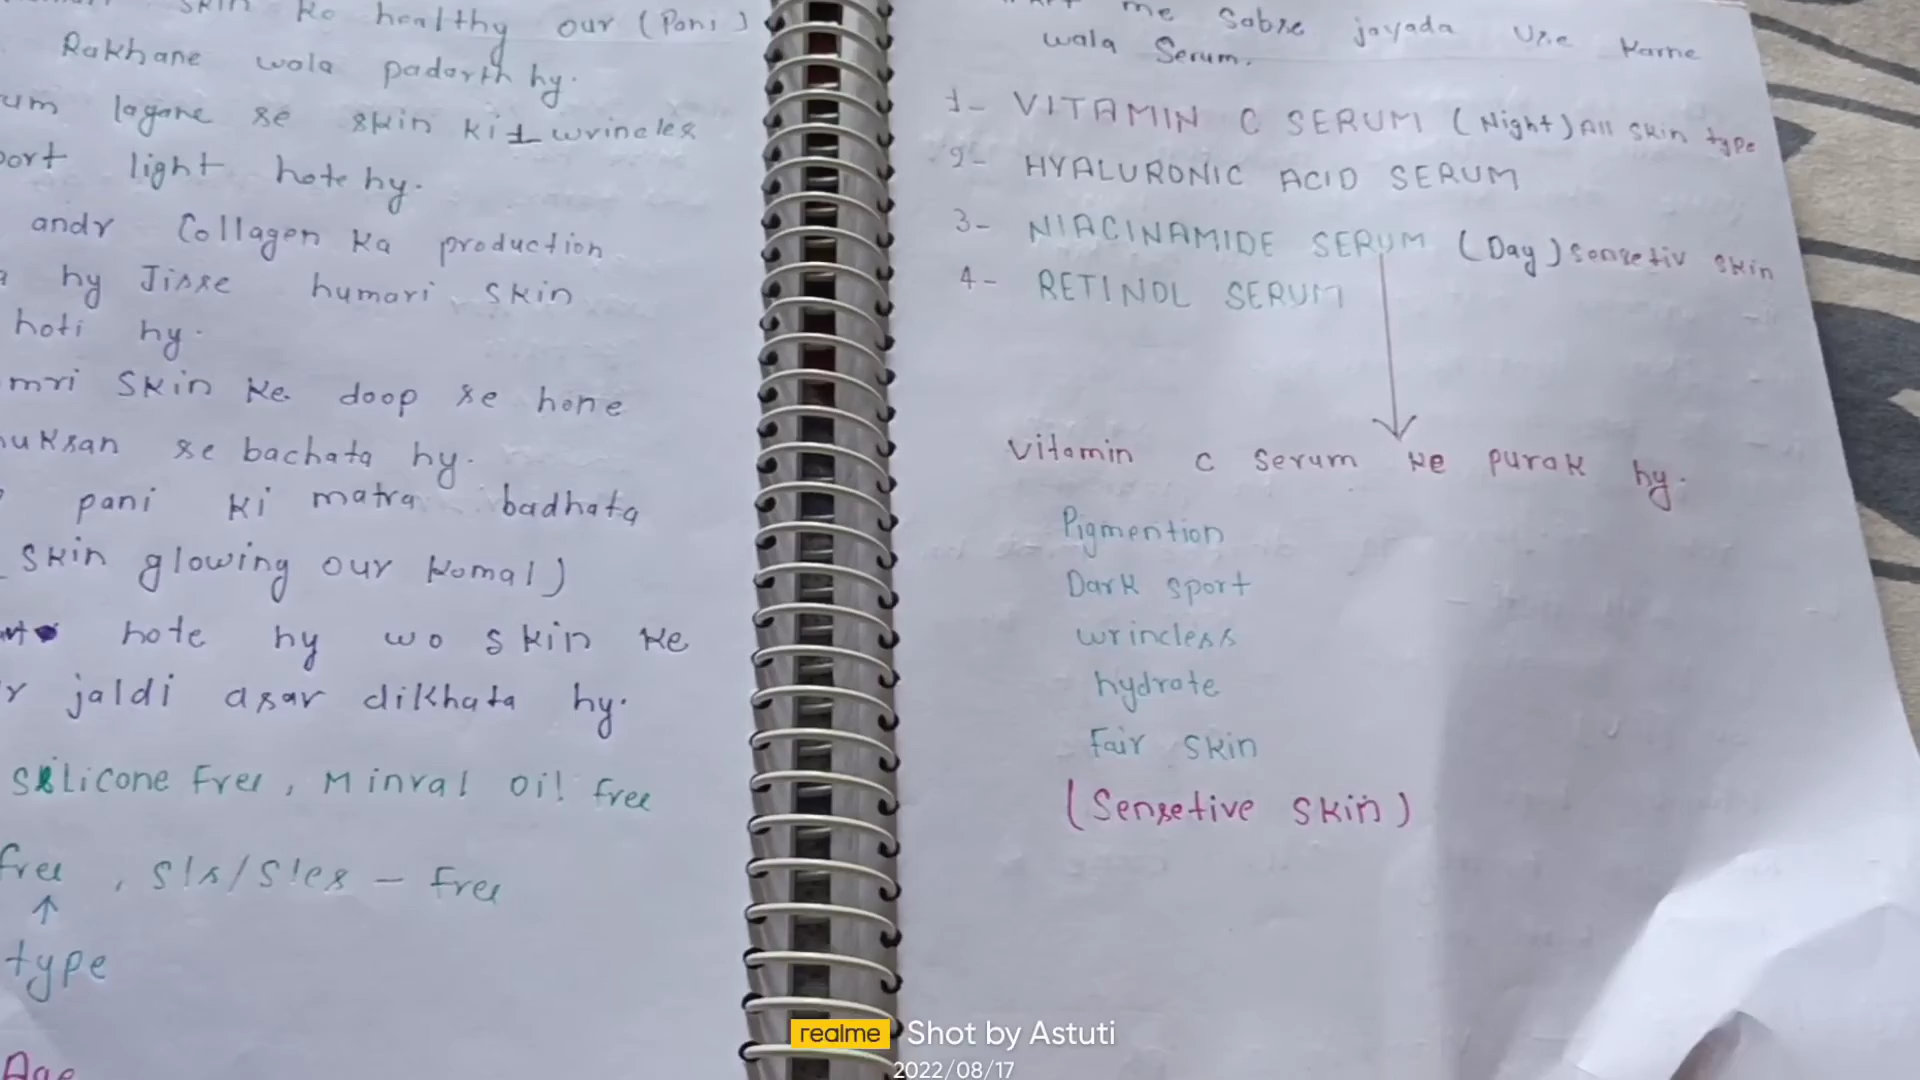 skin ko healthy our (Pani)
Rakhane wala padarth hy.
um lagane se skin ki wrincles
port light hote hy.
andr Collagen ka production
hy Jisse humari skin
hoti hy.
mri skin ke doop se hone
nuksan se bachata hy.
pani ki matra badhata
skin glowing our komal)
hote hy wo skin ke
r jaldi asar dikhata hy.
Silicone Free, Minral Oil free
free, Sls/Sles - free
↑
type
Age
me Sabse jayada Use Karne
wala Serum.
1- VITAMIN C SERUM (Night) All skin type
2- HYALURONIC ACID SERUM
3- NIACINAMIDE SERUM (Day) sensetiv skin
4- RETINOL SERUM
vitamin c serum ke purak hy.
Pigmention
Dark sport
wrincless
hydrate
Fair skin
(Sensetive skin)
realme Shot by Astuti
2022/08/17